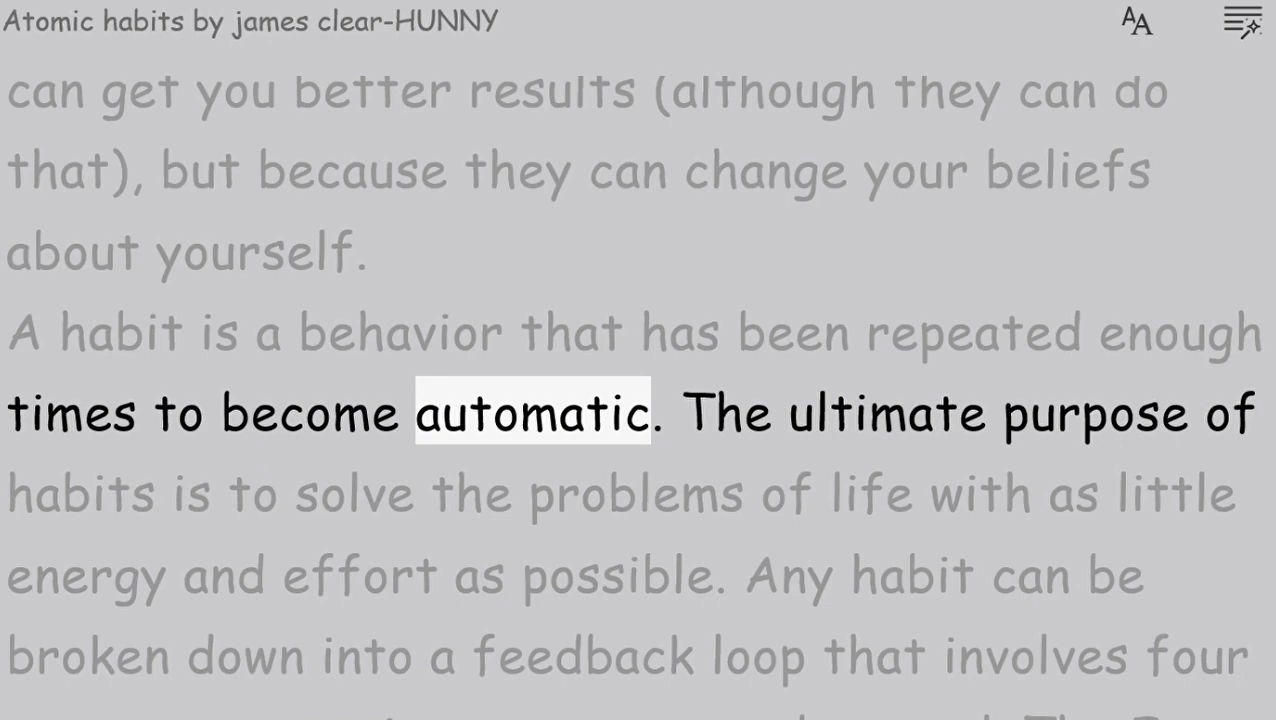 Atomic habits by james clear-HUNNY
AA
can get you better results (although they can do
that), but because they can change your beliefs
about yourself.
A habit is a behavior that has been repeated enough
times to become automatic. The ultimate purpose of
habits is to solve the problems of life with as little
energy and effort as possible. Any habit can be
broken down into a feedback loop that involves four